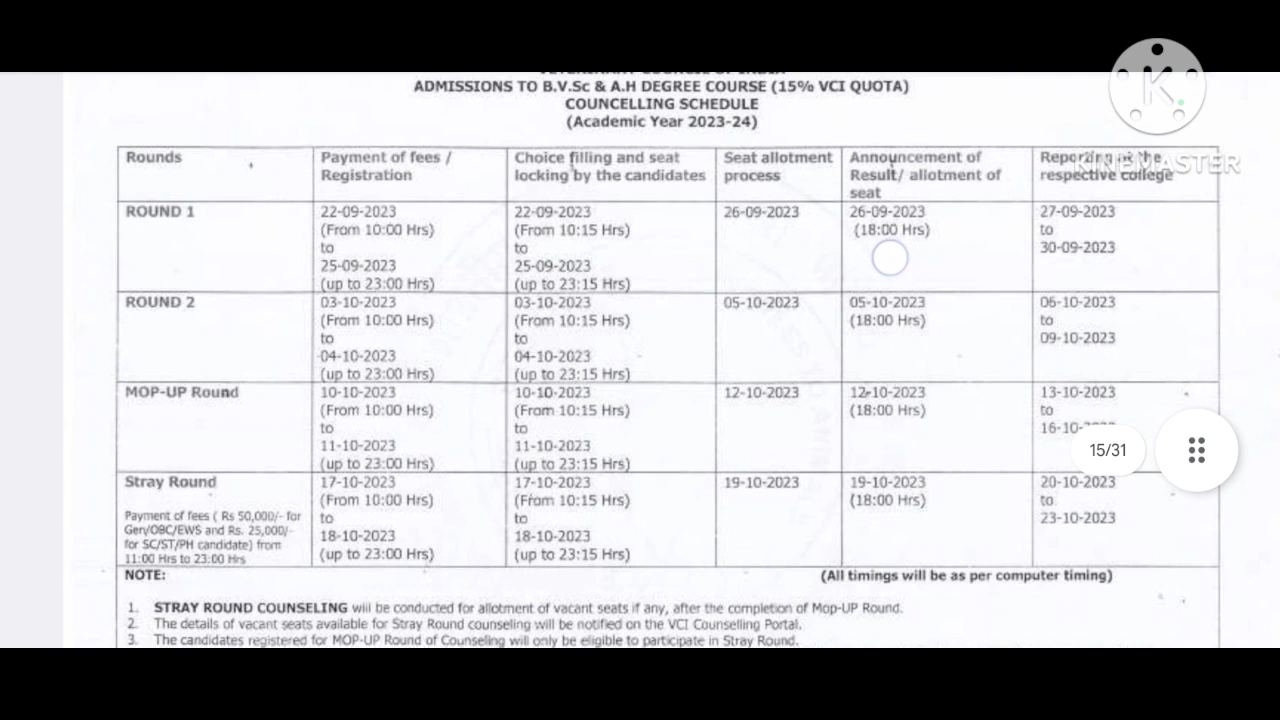 VETERINARY COUNCIL OF INDIA
ADMISSIONS TO B.V.Sc & A.H DEGREE COURSE (15% VCI QUOTA)
COUNCELLING SCHEDULE
(Academic Year 2023-24)
Rounds
Payment of fees /
Registration
Choice filling and seat
locking by the candidates
Seat allotment
process
Announcement of
Result/ allotment of
seat
Reporting at the
respective college
ROUND 1
22-09-2023
(From 10:00 Hrs)
to
25-09-2023
(up to 23:00 Hrs)
22-09-2023
(From 10:15 Hrs)
to
25-09-2023
(up to 23:15 Hrs)
26-09-2023
26-09-2023
(18:00 Hrs)
27-09-2023
to
30-09-2023
ROUND 2
03-10-2023
(From 10:00 Hrs)
to
04-10-2023
(up to 23:00 Hrs)
03-10-2023
(From 10:15 Hrs)
to
04-10-2023
(up to 23:15 Hrs)
05-10-2023
05-10-2023
(18:00 Hrs)
06-10-2023
to
09-10-2023
MOP-UP Round
10-10-2023
(From 10:00 Hrs)
to
11-10-2023
(up to 23:00 Hrs)
10-10-2023
(From 10:15 Hrs)
to
11-10-2023
(up to 23:15 Hrs)
12-10-2023
12-10-2023
(18:00 Hrs)
13-10-2023
to
16-10-
Stray Round
Payment of fees ( Rs 50,000/- for
Gen/OBC/EWS and Rs. 25,000/-
for SC/ST/PH candidate) from
11:00 Hrs to 23:00 Hrs
17-10-2023
(From 10:00 Hrs)
to
18-10-2023
(up to 23:00 Hrs)
17-10-2023
(From 10:15 Hrs)
to
18-10-2023
(up to 23:15 Hrs)
19-10-2023
19-10-2023
(18:00 Hrs)
20-10-2023
to
23-10-2023
NOTE:
(All timings will be as per computer timing)
1. STRAY ROUND COUNSELING will be conducted for allotment of vacant seats if any, after the completion of Mop-UP Round.
2. The details of vacant seats available for Stray Round counseling will be notified on the VCI Counselling Portal.
3. The candidates registered for MOP-UP Round of Counseling will only be eligible to participate in Stray Round.
15/31
K
KINEMASTER